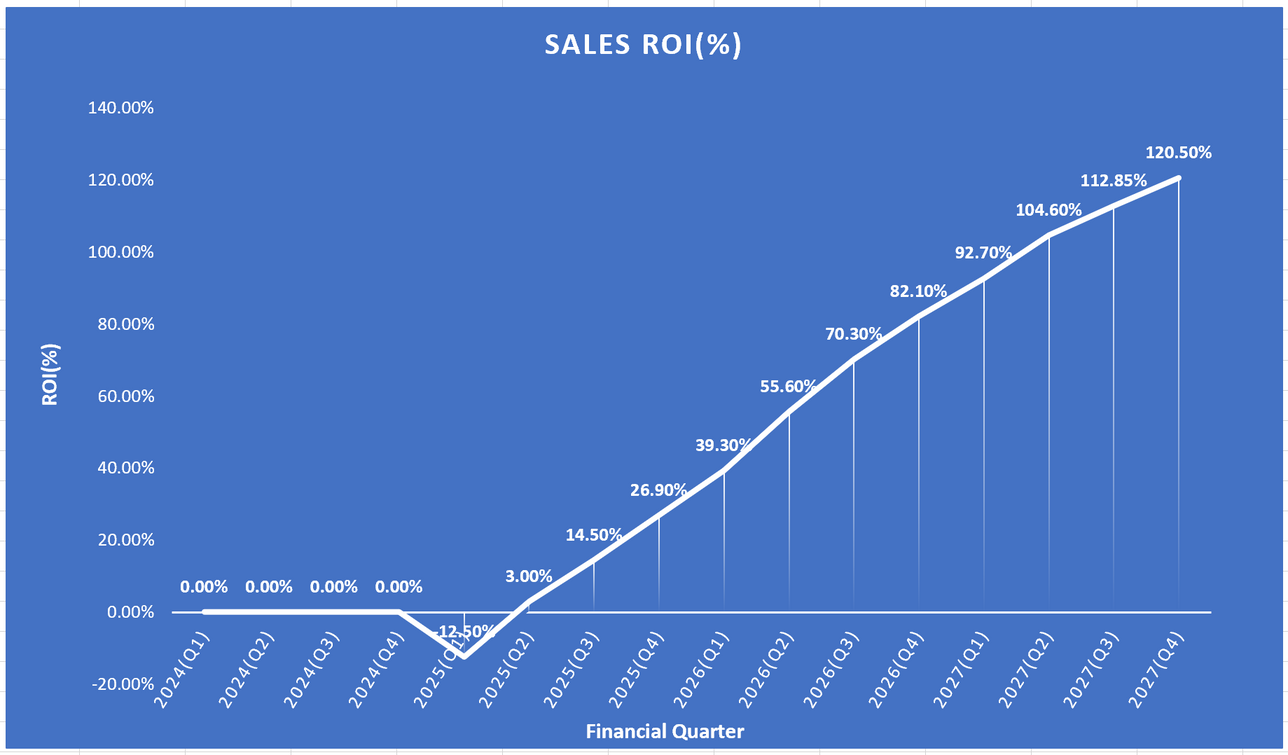 SALES ROI(%)
140.00%
120.00%
100.00%
80.00%
60.00%
40.00%
20.00%
0.00%
-20.00%
ROI(%)
0.00%
0.00%
0.00%
0.00%
-12.50%
3.00%
14.50%
26.90%
39.30%
55.60%
70.30%
82.10%
92.70%
104.60%
112.85%
120.50%
2024(Q1)
2024(Q2)
2024(Q3)
2024(Q4)
2025(Q1)
2025(Q2)
2025(Q3)
2025(Q4)
2026(Q1)
2026(Q2)
2026(Q3)
2026(Q4)
2027(Q1)
2027(Q2)
2027(Q3)
2027(Q4)
Financial Quarter